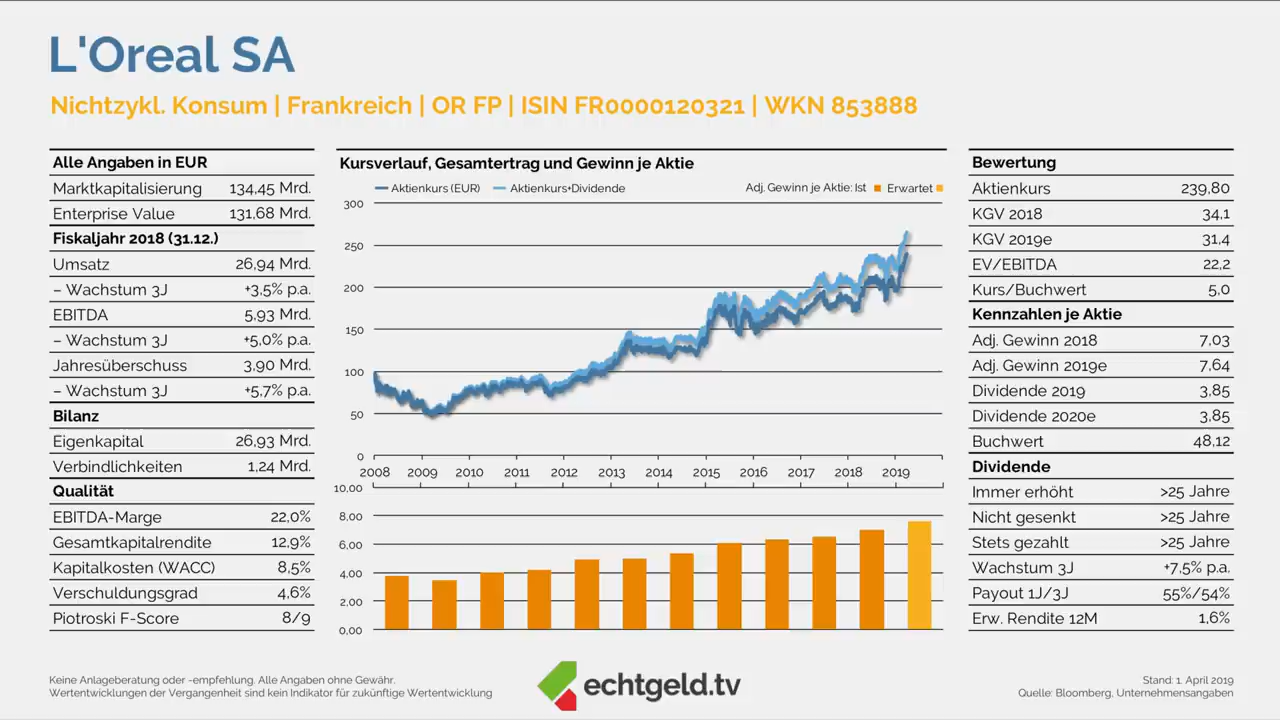 L'Oreal SA
Nichtzykl. Konsum | Frankreich | OR FP | ISIN FR0000120321 | WKN 853888
Alle Angaben in EUR
Marktkapitalisierung 134,45 Mrd.
Enterprise Value 131,68 Mrd.
Fiskaljahr 2018 (31.12.)
Umsatz 26,94 Mrd.
– Wachstum 3J +3,5% p.a.
EBITDA 5,93 Mrd.
– Wachstum 3J +5,0% p.a.
Jahresüberschuss 3,90 Mrd.
– Wachstum 3J +5,7% p.a.
Bilanz
Eigenkapital 26,93 Mrd.
Verbindlichkeiten 1,24 Mrd.
Qualität
EBITDA-Marge 22,0%
Gesamtkapitalrendite 12,9%
Kapitalkosten (WACC) 8,5%
Verschuldungsgrad 4,6%
Piotroski F-Score 8/9
Kursverlauf, Gesamtertrag und Gewinn je Aktie
Aktienkurs (EUR) Aktienkurs+Dividende Adj. Gewinn je Aktie: Ist Erwartet
300
250
200
150
100
50
0
2008 2009 2010 2011 2012 2013 2014 2015 2016 2017 2018 2019
10,00
8,00
6,00
4,00
2,00
0,00
Bewertung
Aktienkurs 239,80
KGV 2018 34,1
KGV 2019e 31,4
EV/EBITDA 22,2
Kurs/Buchwert 5,0
Kennzahlen je Aktie
Adj. Gewinn 2018 7,03
Adj. Gewinn 2019e 7,64
Dividende 2019 3,85
Dividende 2020e 3,85
Buchwert 48,12
Dividende
Immer erhöht >25 Jahre
Nicht gesenkt >25 Jahre
Stets gezahlt >25 Jahre
Wachstum 3J +7,5% p.a.
Payout 1J/3J 55%/54%
Erw. Rendite 12M 1,6%
Keine Anlageberatung oder -empfehlung. Alle Angaben ohne Gewähr.
Wertentwicklungen der Vergangenheit sind kein Indikator für zukünftige Wertentwicklung
echtgeld.tv
Stand: 1. April 2019
Quelle: Bloomberg, Unternehmensangaben